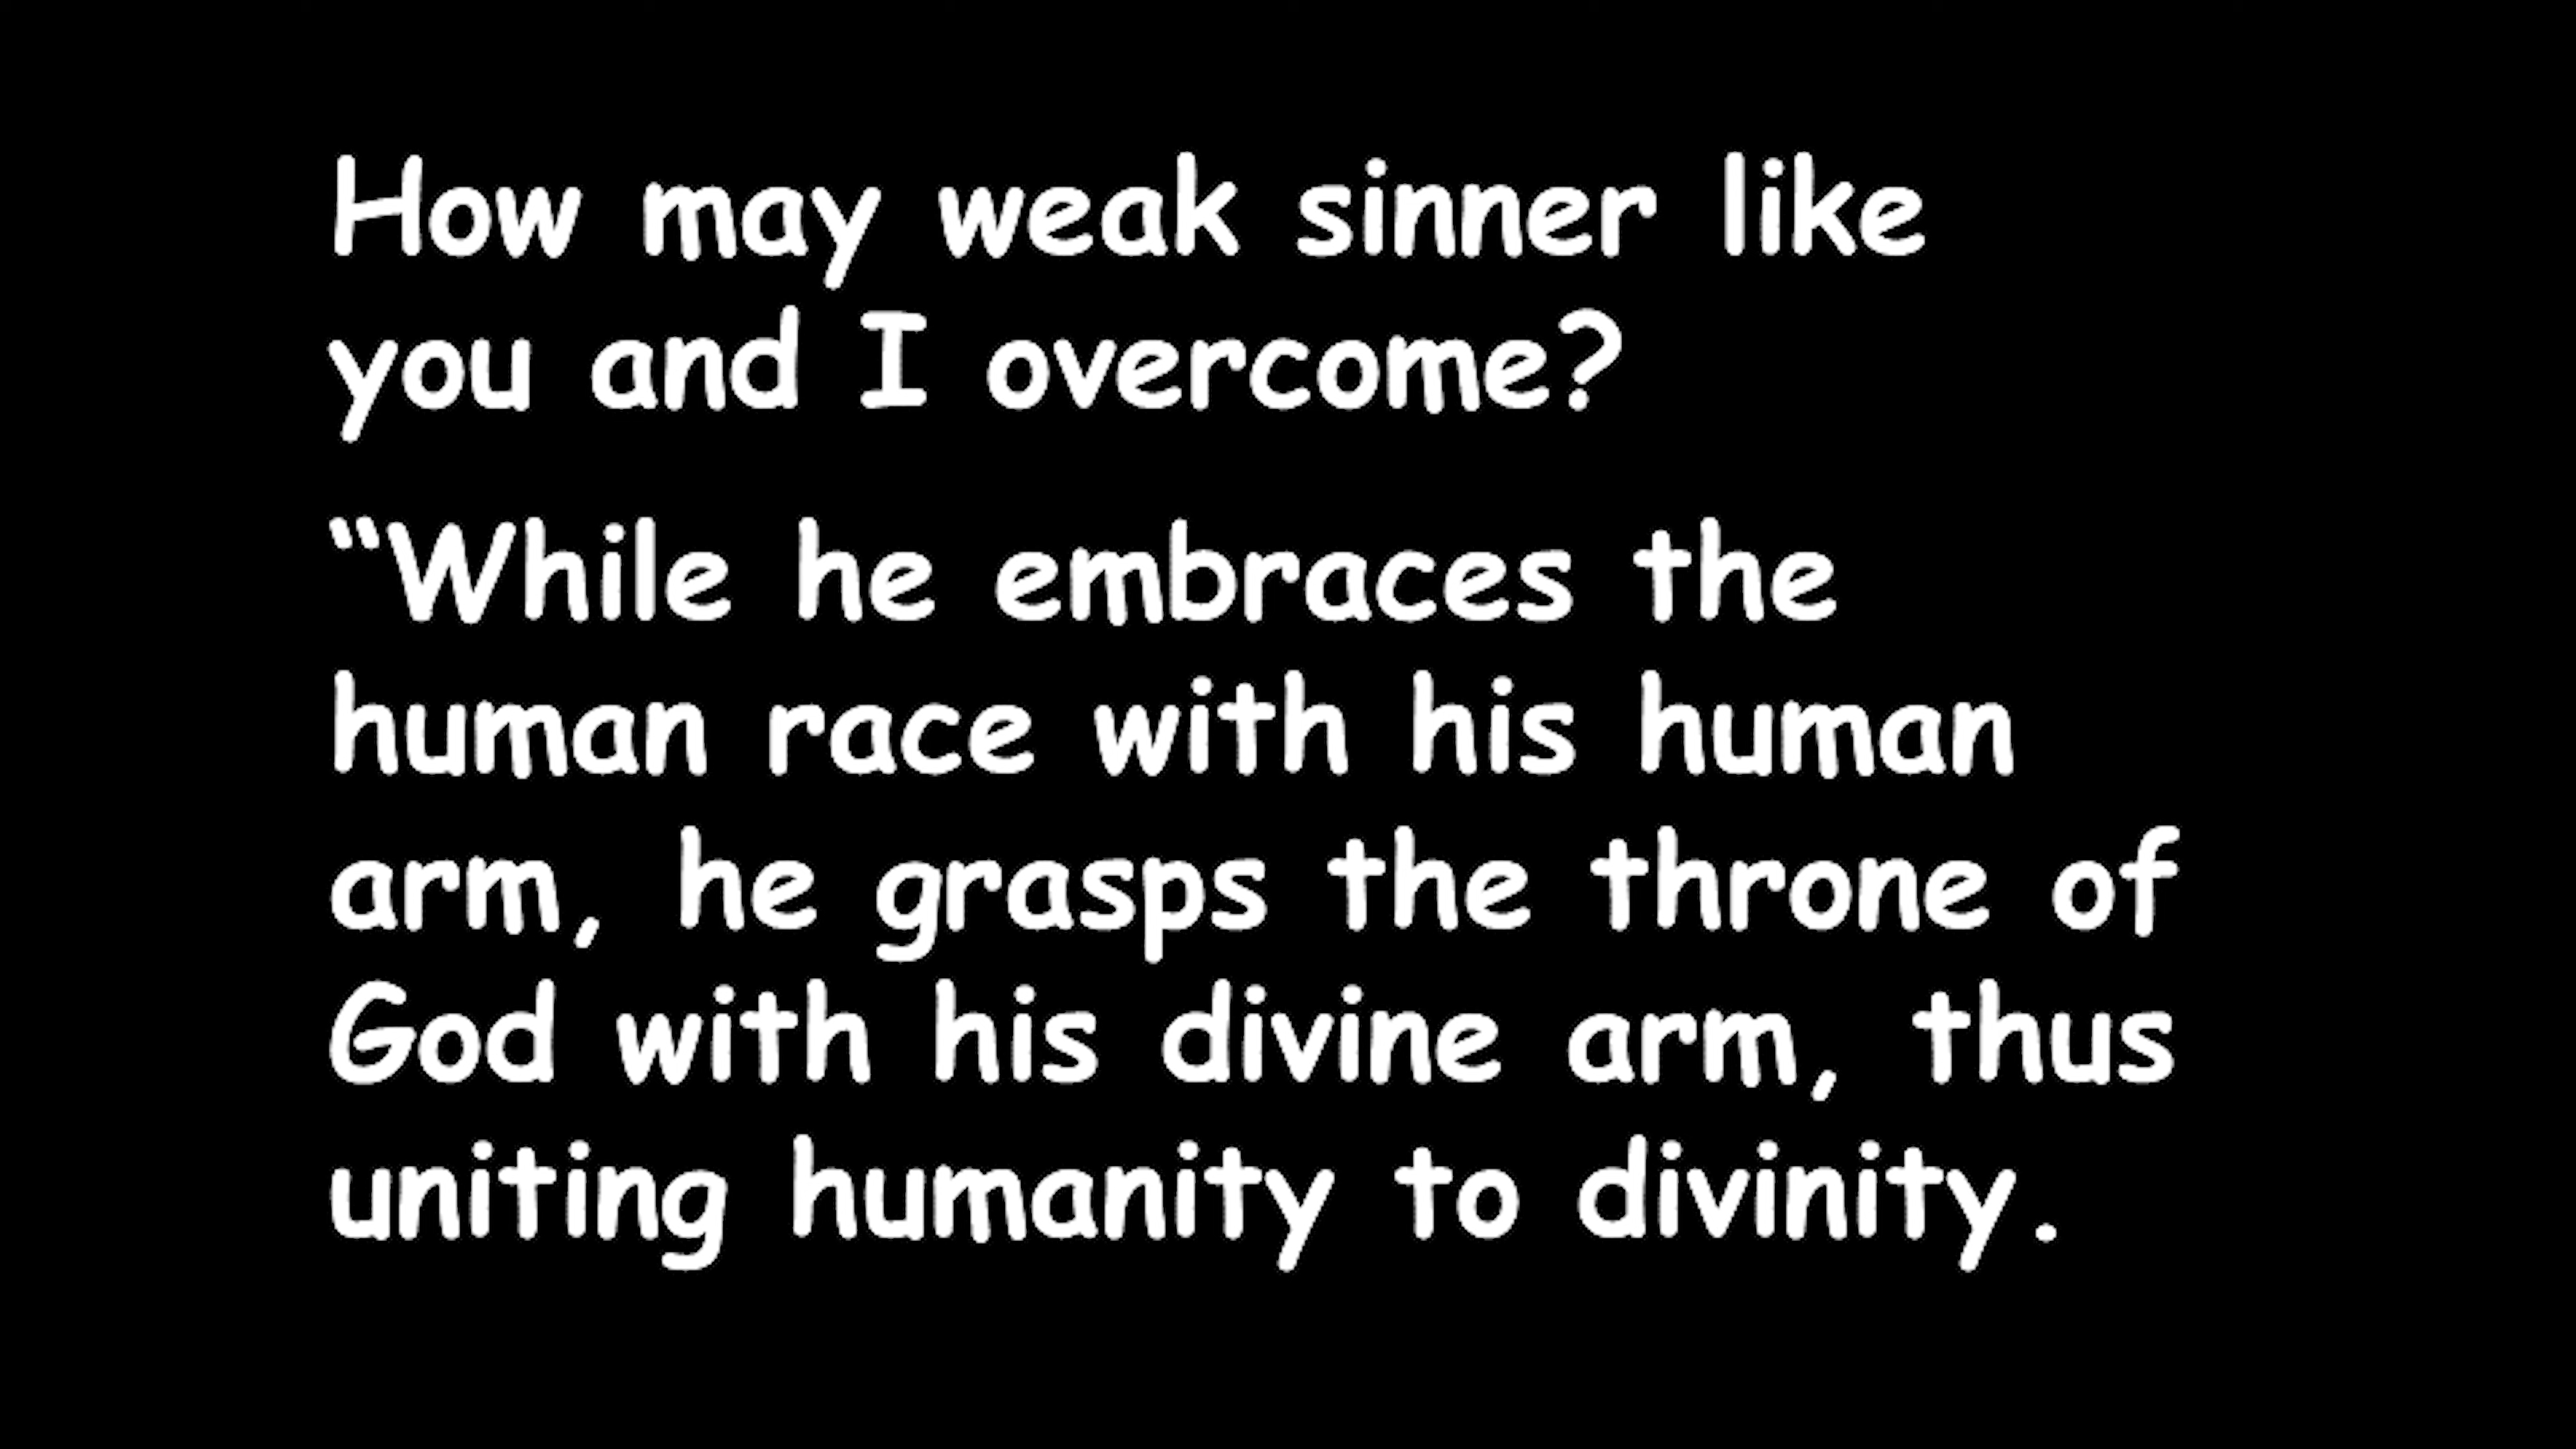 How may weak sinner like
you and I overcome?
“While he embraces the
human race with his human
arm, he grasps the throne of
God with his divine arm, thus
uniting humanity to divinity.